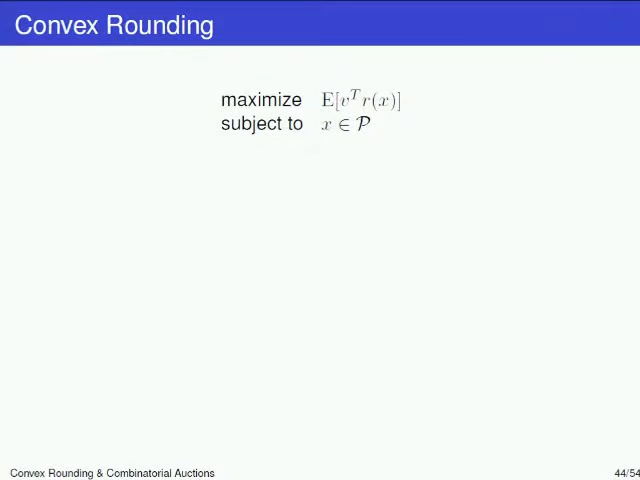 Convex Rounding
maximize E[v^T r(x)]
subject to x ∈ P
Convex Rounding & Combinatorial Auctions 44/54